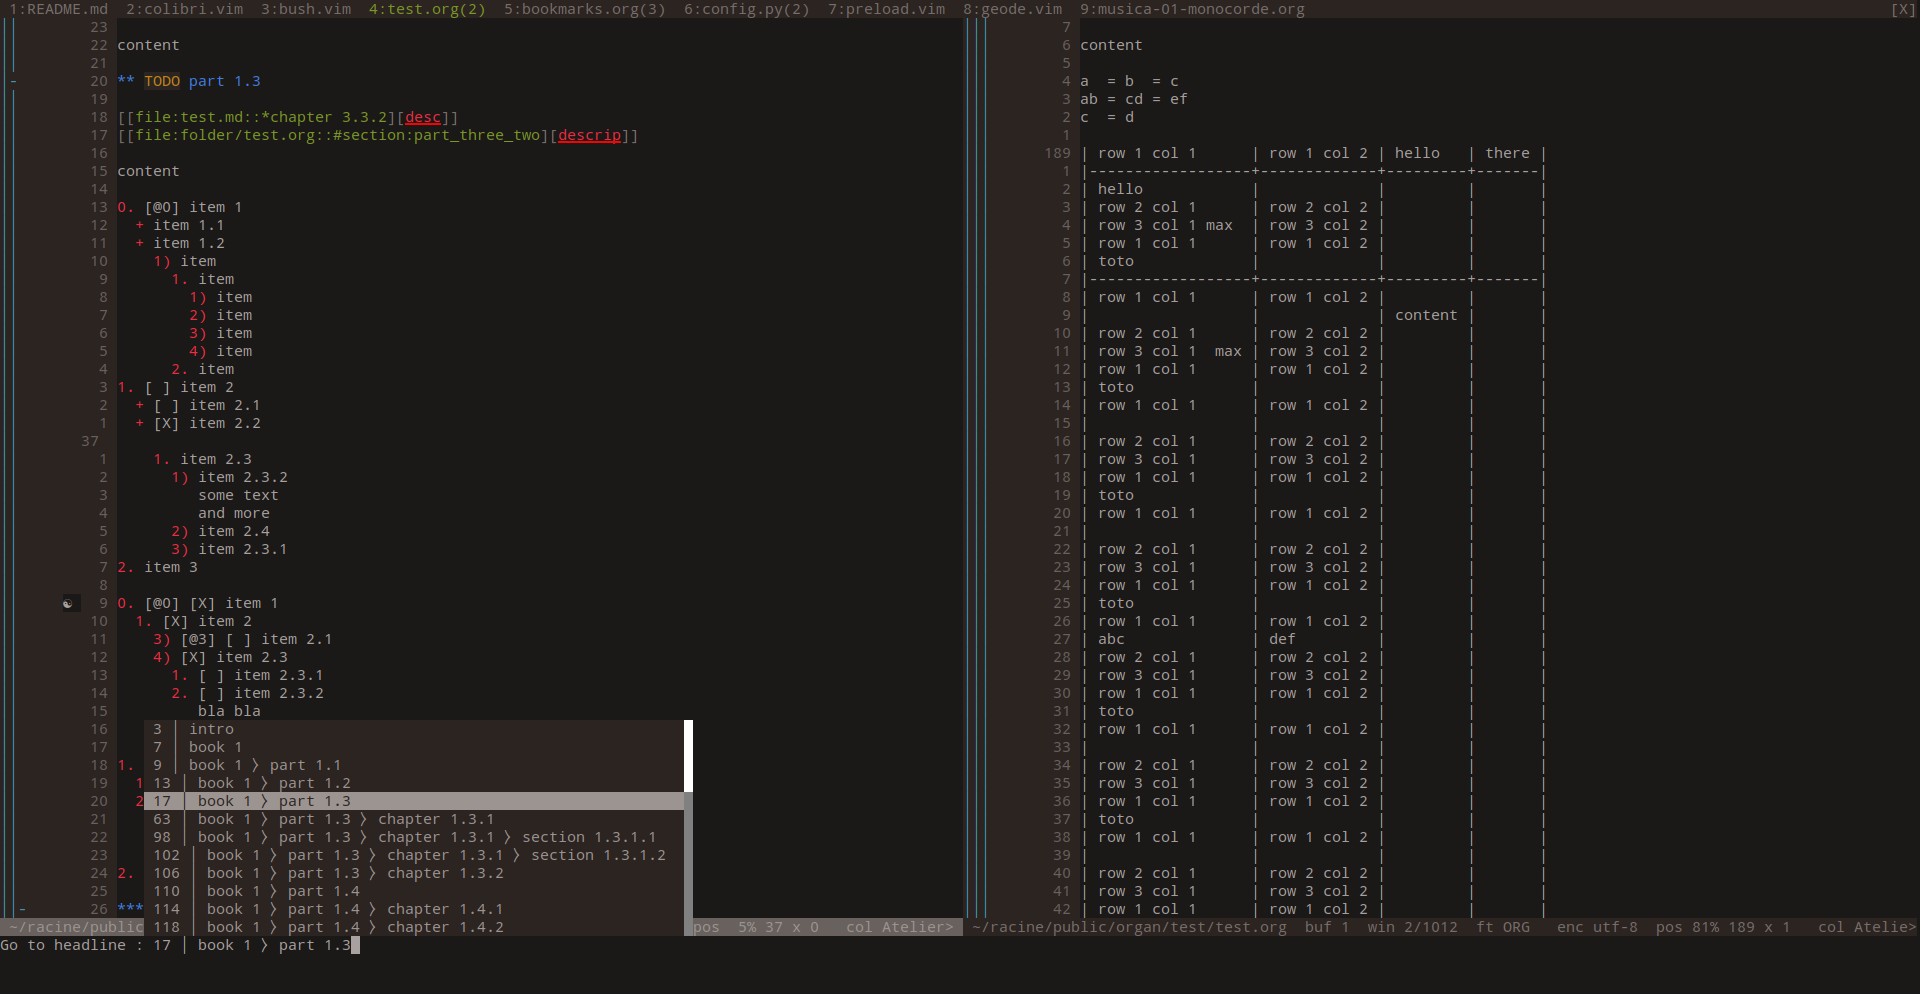 1:README.md  2:colibri.vim  3:bush.vim  4:test.org(2)  5:bookmarks.org(3)  6:config.py(2)  7:preload.vim  8:geode.vim  9:musica-01-monocorde.org [X]
23
22 content
21
- 20 ** TODO part 1.3
19
18 [[file:test.md::*chapter 3.3.2][desc]]
17 [[file:folder/test.org::#section:part_three_two][descrip]]
16
15 content
14
13 0. [@0] item 1
12   + item 1.1
11   + item 1.2
10     1) item
9       1. item
8         1) item
7         2) item
6         3) item
5         4) item
4       2. item
3 1. [ ] item 2
2   + [ ] item 2.1
1   + [X] item 2.2
37
1     1. item 2.3
2       1) item 2.3.2
3          some text
4          and more
5       2) item 2.4
6       3) item 2.3.1
7 2. item 3
8
☯ 9 0. [@0] [X] item 1
10   1. [X] item 2
11     3) [@3] [ ] item 2.1
12     4) [X] item 2.3
13       1. [ ] item 2.3.1
14       2. [ ] item 2.3.2
15          bla bla
16    3 │ intro
17    7 │ book 1
18 1. 9 │ book 1 〉 part 1.1
19   1 13 │ book 1 〉 part 1.2
20   2 17 │ book 1 〉 part 1.3
21    63 │ book 1 〉 part 1.3 〉 chapter 1.3.1
22    98 │ book 1 〉 part 1.3 〉 chapter 1.3.1 〉 section 1.3.1.1
23    102 │ book 1 〉 part 1.3 〉 chapter 1.3.1 〉 section 1.3.1.2
24 2. 106 │ book 1 〉 part 1.3 〉 chapter 1.3.2
25    110 │ book 1 〉 part 1.4
- 26 *** 114 │ book 1 〉 part 1.4 〉 chapter 1.4.1
~/racine/public 118 │ book 1 〉 part 1.4 〉 chapter 1.4.2 pos  5% 37 x 0   col Atelier>
Go to headline : 17 │ book 1 〉 part 1.3
7
6 content
5
4 a  = b  = c
3 ab = cd = ef
2 c  = d
1
189 | row 1 col 1      | row 1 col 2 | hello   | there |
1 |------------------+-------------+---------+-------|
2 | hello            |             |         |       |
3 | row 2 col 1      | row 2 col 2 |         |       |
4 | row 3 col 1 max  | row 3 col 2 |         |       |
5 | row 1 col 1      | row 1 col 2 |         |       |
6 | toto             |             |         |       |
7 |------------------+-------------+---------+-------|
8 | row 1 col 1      | row 1 col 2 |         |       |
9 |                  |             | content |       |
10 | row 2 col 1      | row 2 col 2 |         |       |
11 | row 3 col 1  max | row 3 col 2 |         |       |
12 | row 1 col 1      | row 1 col 2 |         |       |
13 | toto             |             |         |       |
14 | row 1 col 1      | row 1 col 2 |         |       |
15 |                  |             |         |       |
16 | row 2 col 1      | row 2 col 2 |         |       |
17 | row 3 col 1      | row 3 col 2 |         |       |
18 | row 1 col 1      | row 1 col 2 |         |       |
19 | toto             |             |         |       |
20 | row 1 col 1      | row 1 col 2 |         |       |
21 |                  |             |         |       |
22 | row 2 col 1      | row 2 col 2 |         |       |
23 | row 3 col 1      | row 3 col 2 |         |       |
24 | row 1 col 1      | row 1 col 2 |         |       |
25 | toto             |             |         |       |
26 | row 1 col 1      | row 1 col 2 |         |       |
27 | abc              | def         |         |       |
28 | row 2 col 1      | row 2 col 2 |         |       |
29 | row 3 col 1      | row 3 col 2 |         |       |
30 | row 1 col 1      | row 1 col 2 |         |       |
31 | toto             |             |         |       |
32 | row 1 col 1      | row 1 col 2 |         |       |
33 |                  |             |         |       |
34 | row 2 col 1      | row 2 col 2 |         |       |
35 | row 3 col 1      | row 3 col 2 |         |       |
36 | row 1 col 1      | row 1 col 2 |         |       |
37 | toto             |             |         |       |
38 | row 1 col 1      | row 1 col 2 |         |       |
39 |                  |             |         |       |
40 | row 2 col 1      | row 2 col 2 |         |       |
41 | row 3 col 1      | row 3 col 2 |         |       |
42 | row 1 col 1      | row 1 col 2 |         |       |
~/racine/public/organ/test/test.org  buf 1  win 2/1012  ft ORG   enc utf-8  pos 81% 189 x 1   col Atelie>